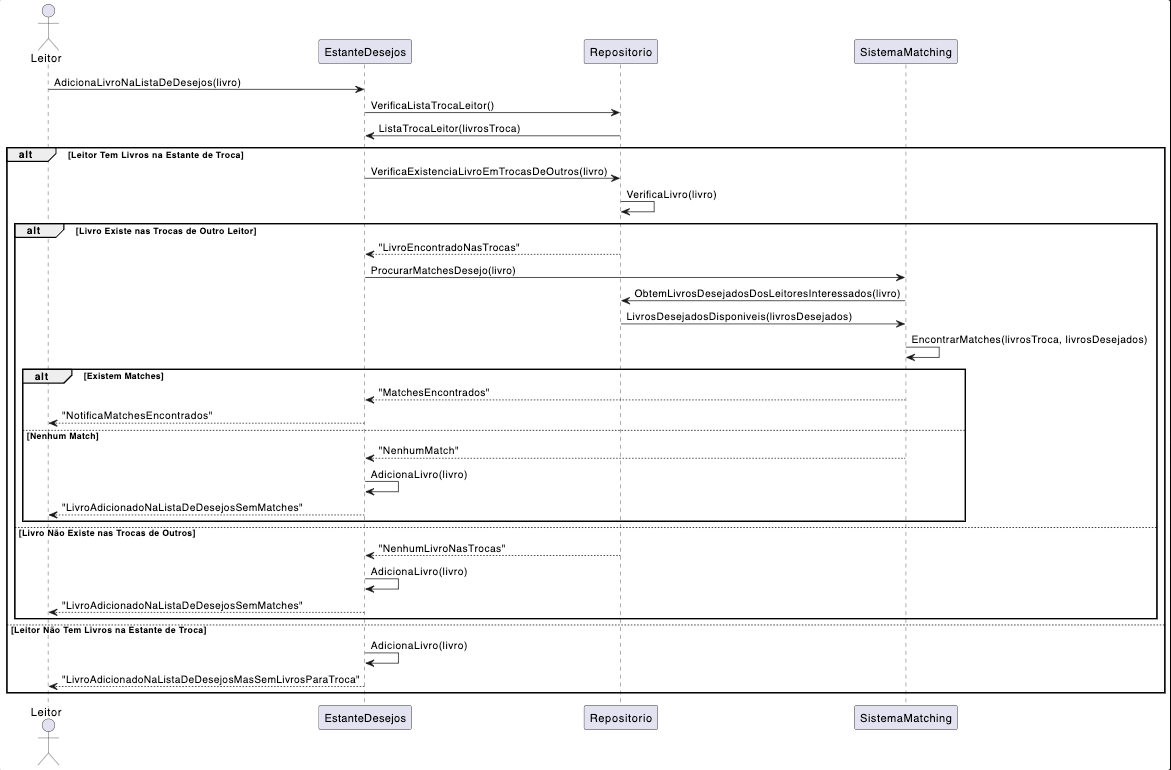 Leitor
EstanteDesejos
Repositorio
SistemaMatching
AdicionaLivroNaListaDeDesejos(livro)
VerificaListaTrocaLeitor()
ListaTrocaLeitor(livrosTroca)
alt [Leitor Tem Livros na Estante de Troca]
VerificaExistenciaLivroEmTrocasDeOutros(livro)
VerificaLivro(livro)
alt [Livro Existe nas Trocas de Outro Leitor]
"LivroEncontradoNasTrocas"
ProcurarMatchesDesejo(livro)
ObtemLivrosDesejadosDosLeitoresInteressados(livro)
LivrosDesejadosDisponiveis(livrosDesejados)
EncontrarMatches(livrosTroca, livrosDesejados)
alt [Existem Matches]
"MatchesEncontrados"
"NotificaMatchesEncontrados"
[Nenhum Match]
"NenhumMatch"
AdicionaLivro(livro)
"LivroAdicionadoNaListaDeDesejosSemMatches"
[Livro Não Existe nas Trocas de Outros]
"NenhumLivroNasTrocas"
AdicionaLivro(livro)
"LivroAdicionadoNaListaDeDesejosSemMatches"
[Leitor Não Tem Livros na Estante de Troca]
AdicionaLivro(livro)
"LivroAdicionadoNaListaDeDesejosMasSemLivrosParaTroca"
Leitor
EstanteDesejos
Repositorio
SistemaMatching